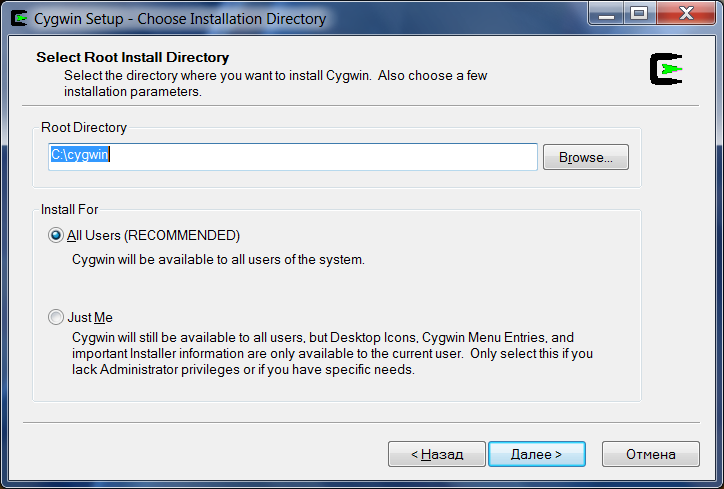 Cygwin Setup - Choose Installation Directory
Select Root Install Directory
Select the directory where you want to install Cygwin.  Also choose a few
installation parameters.
Root Directory
C:\cygwin
Browse...
Install For
All Users (RECOMMENDED)
Cygwin will be available to all users of the system.
Just Me
Cygwin will still be available to all users, but Desktop Icons, Cygwin Menu Entries, and
important Installer information are only available to the current user.  Only select this if you
lack Administrator privileges or if you have specific needs.
< Назад
Далее >
Отмена